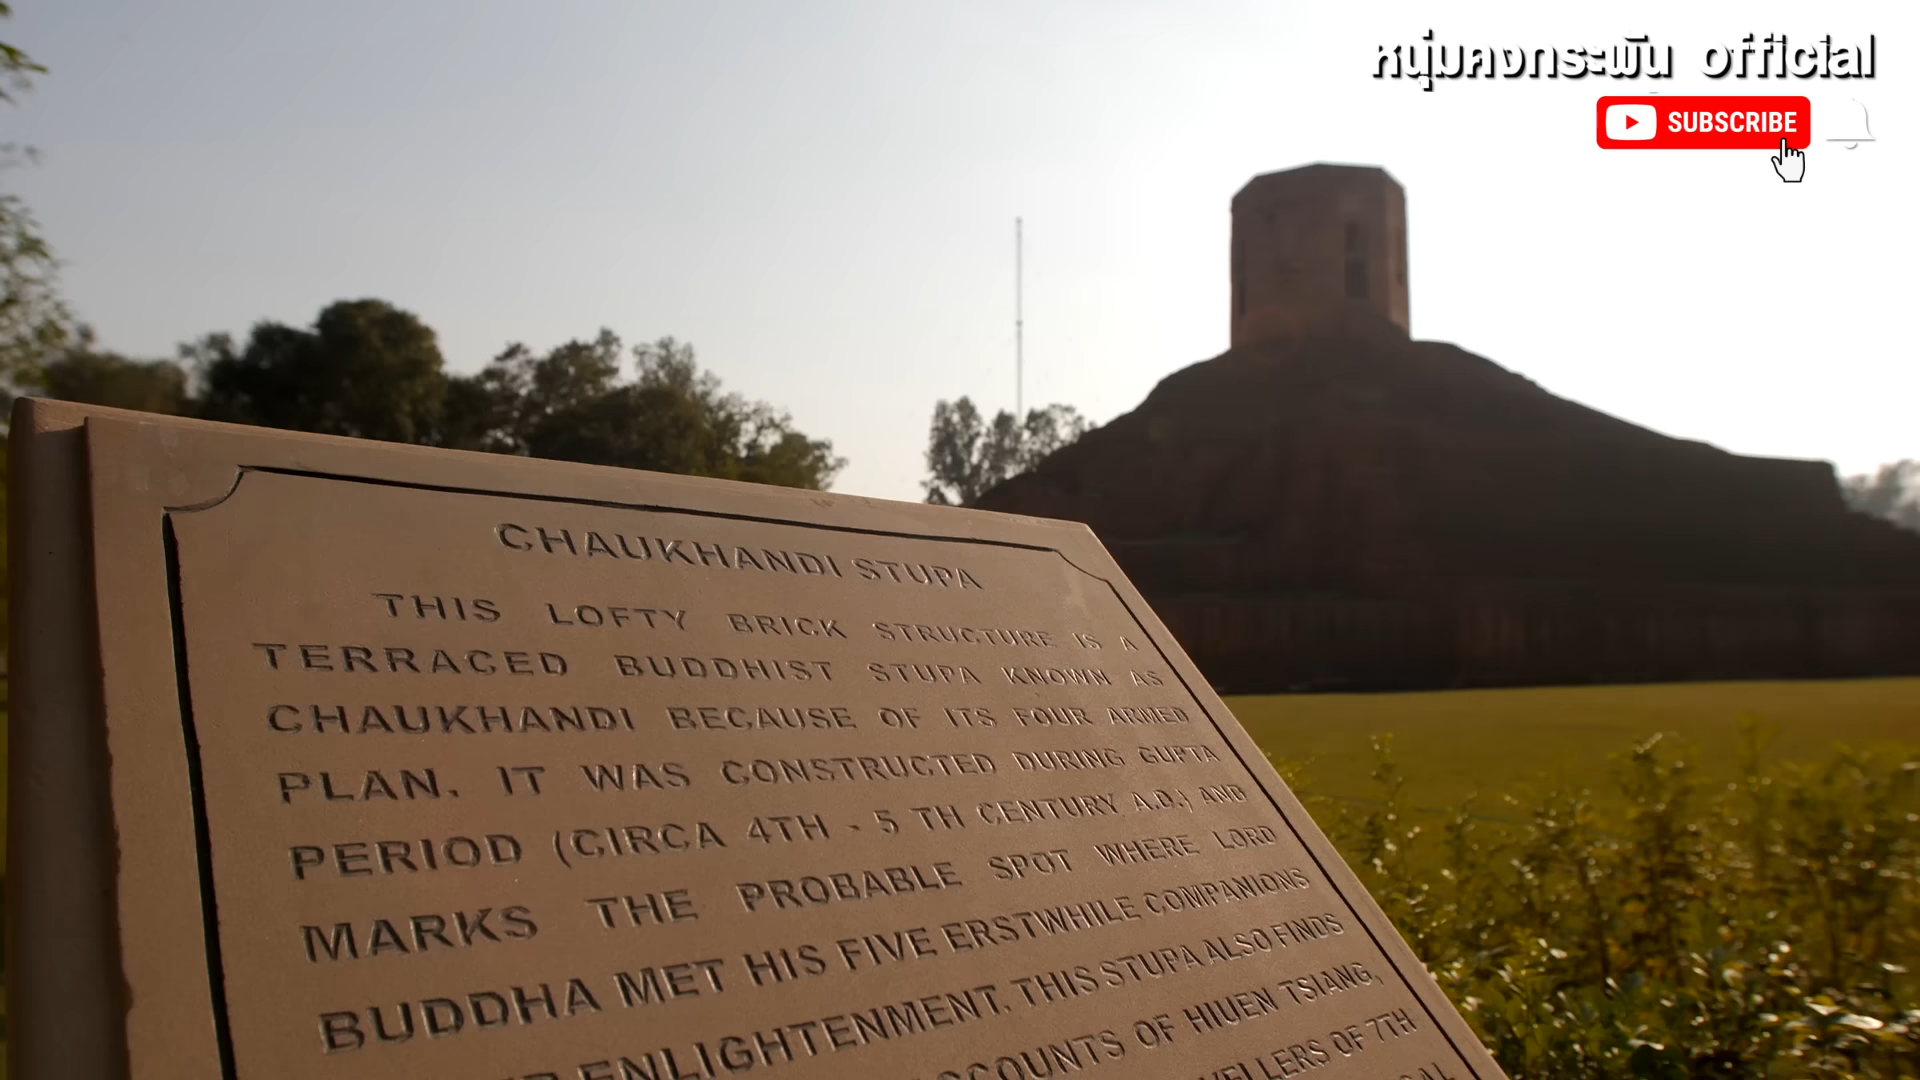 หนุ่มคงกระพัน official
SUBSCRIBE
CHAUKHANDI STUPA
THIS LOFTY BRICK STRUCTURE IS A
TERRACED BUDDHIST STUPA KNOWN AS
CHAUKHANDI BECAUSE OF ITS FOUR ARMED
PLAN. IT WAS CONSTRUCTED DURING GUPTA
PERIOD (CIRCA 4TH - 5 TH CENTURY A.D.) AND
MARKS THE PROBABLE SPOT WHERE LORD
BUDDHA MET HIS FIVE ERSTWHILE COMPANIONS
ENLIGHTENMENT. THIS STUPA ALSO FINDS
OF HIUEN TSIANG,
OF 7TH